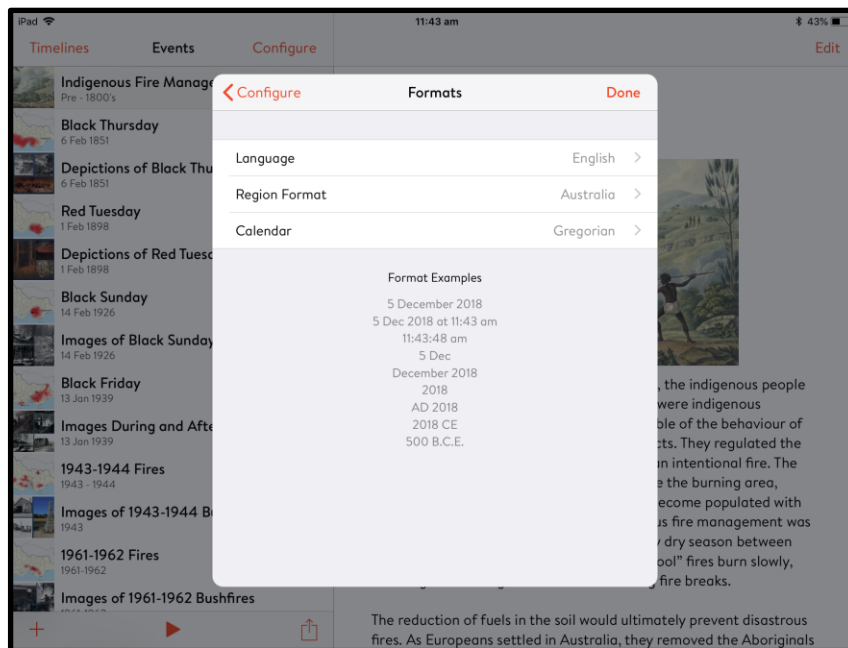 iPad
11:43 am
43%
Timelines
Events
Configure
Edit
Indigenous Fire Manage
Pre - 1800's
Black Thursday
6 Feb 1851
Depictions of Black Thu
6 Feb 1851
Red Tuesday
1 Feb 1898
Depictions of Red Tuesd
1 Feb 1898
Black Sunday
14 Feb 1926
Images of Black Sunday
14 Feb 1926
Black Friday
13 Jan 1939
Images During and Afte
13 Jan 1939
1943-1944 Fires
1943 - 1944
Images of 1943-1944 B
1943
1961-1962 Fires
1961-1962
Images of 1961-1962 Bushfires
Configure
Formats
Done
Language
English
Region Format
Australia
Calendar
Gregorian
Format Examples
5 December 2018
5 Dec 2018 at 11:43 am
11:43:48 am
5 Dec
December 2018
2018
AD 2018
2018 CE
500 B.C.E.
, the indigenous people
were indigenous
ble of the behaviour of
cts. They regulated the
an intentional fire. The
e the burning area,
ecome populated with
us fire management was
y dry season between
ool" fires burn slowly,
fire breaks.
The reduction of fuels in the soil would ultimately prevent disastrous
fires. As Europeans settled in Australia, they removed the Aboriginals